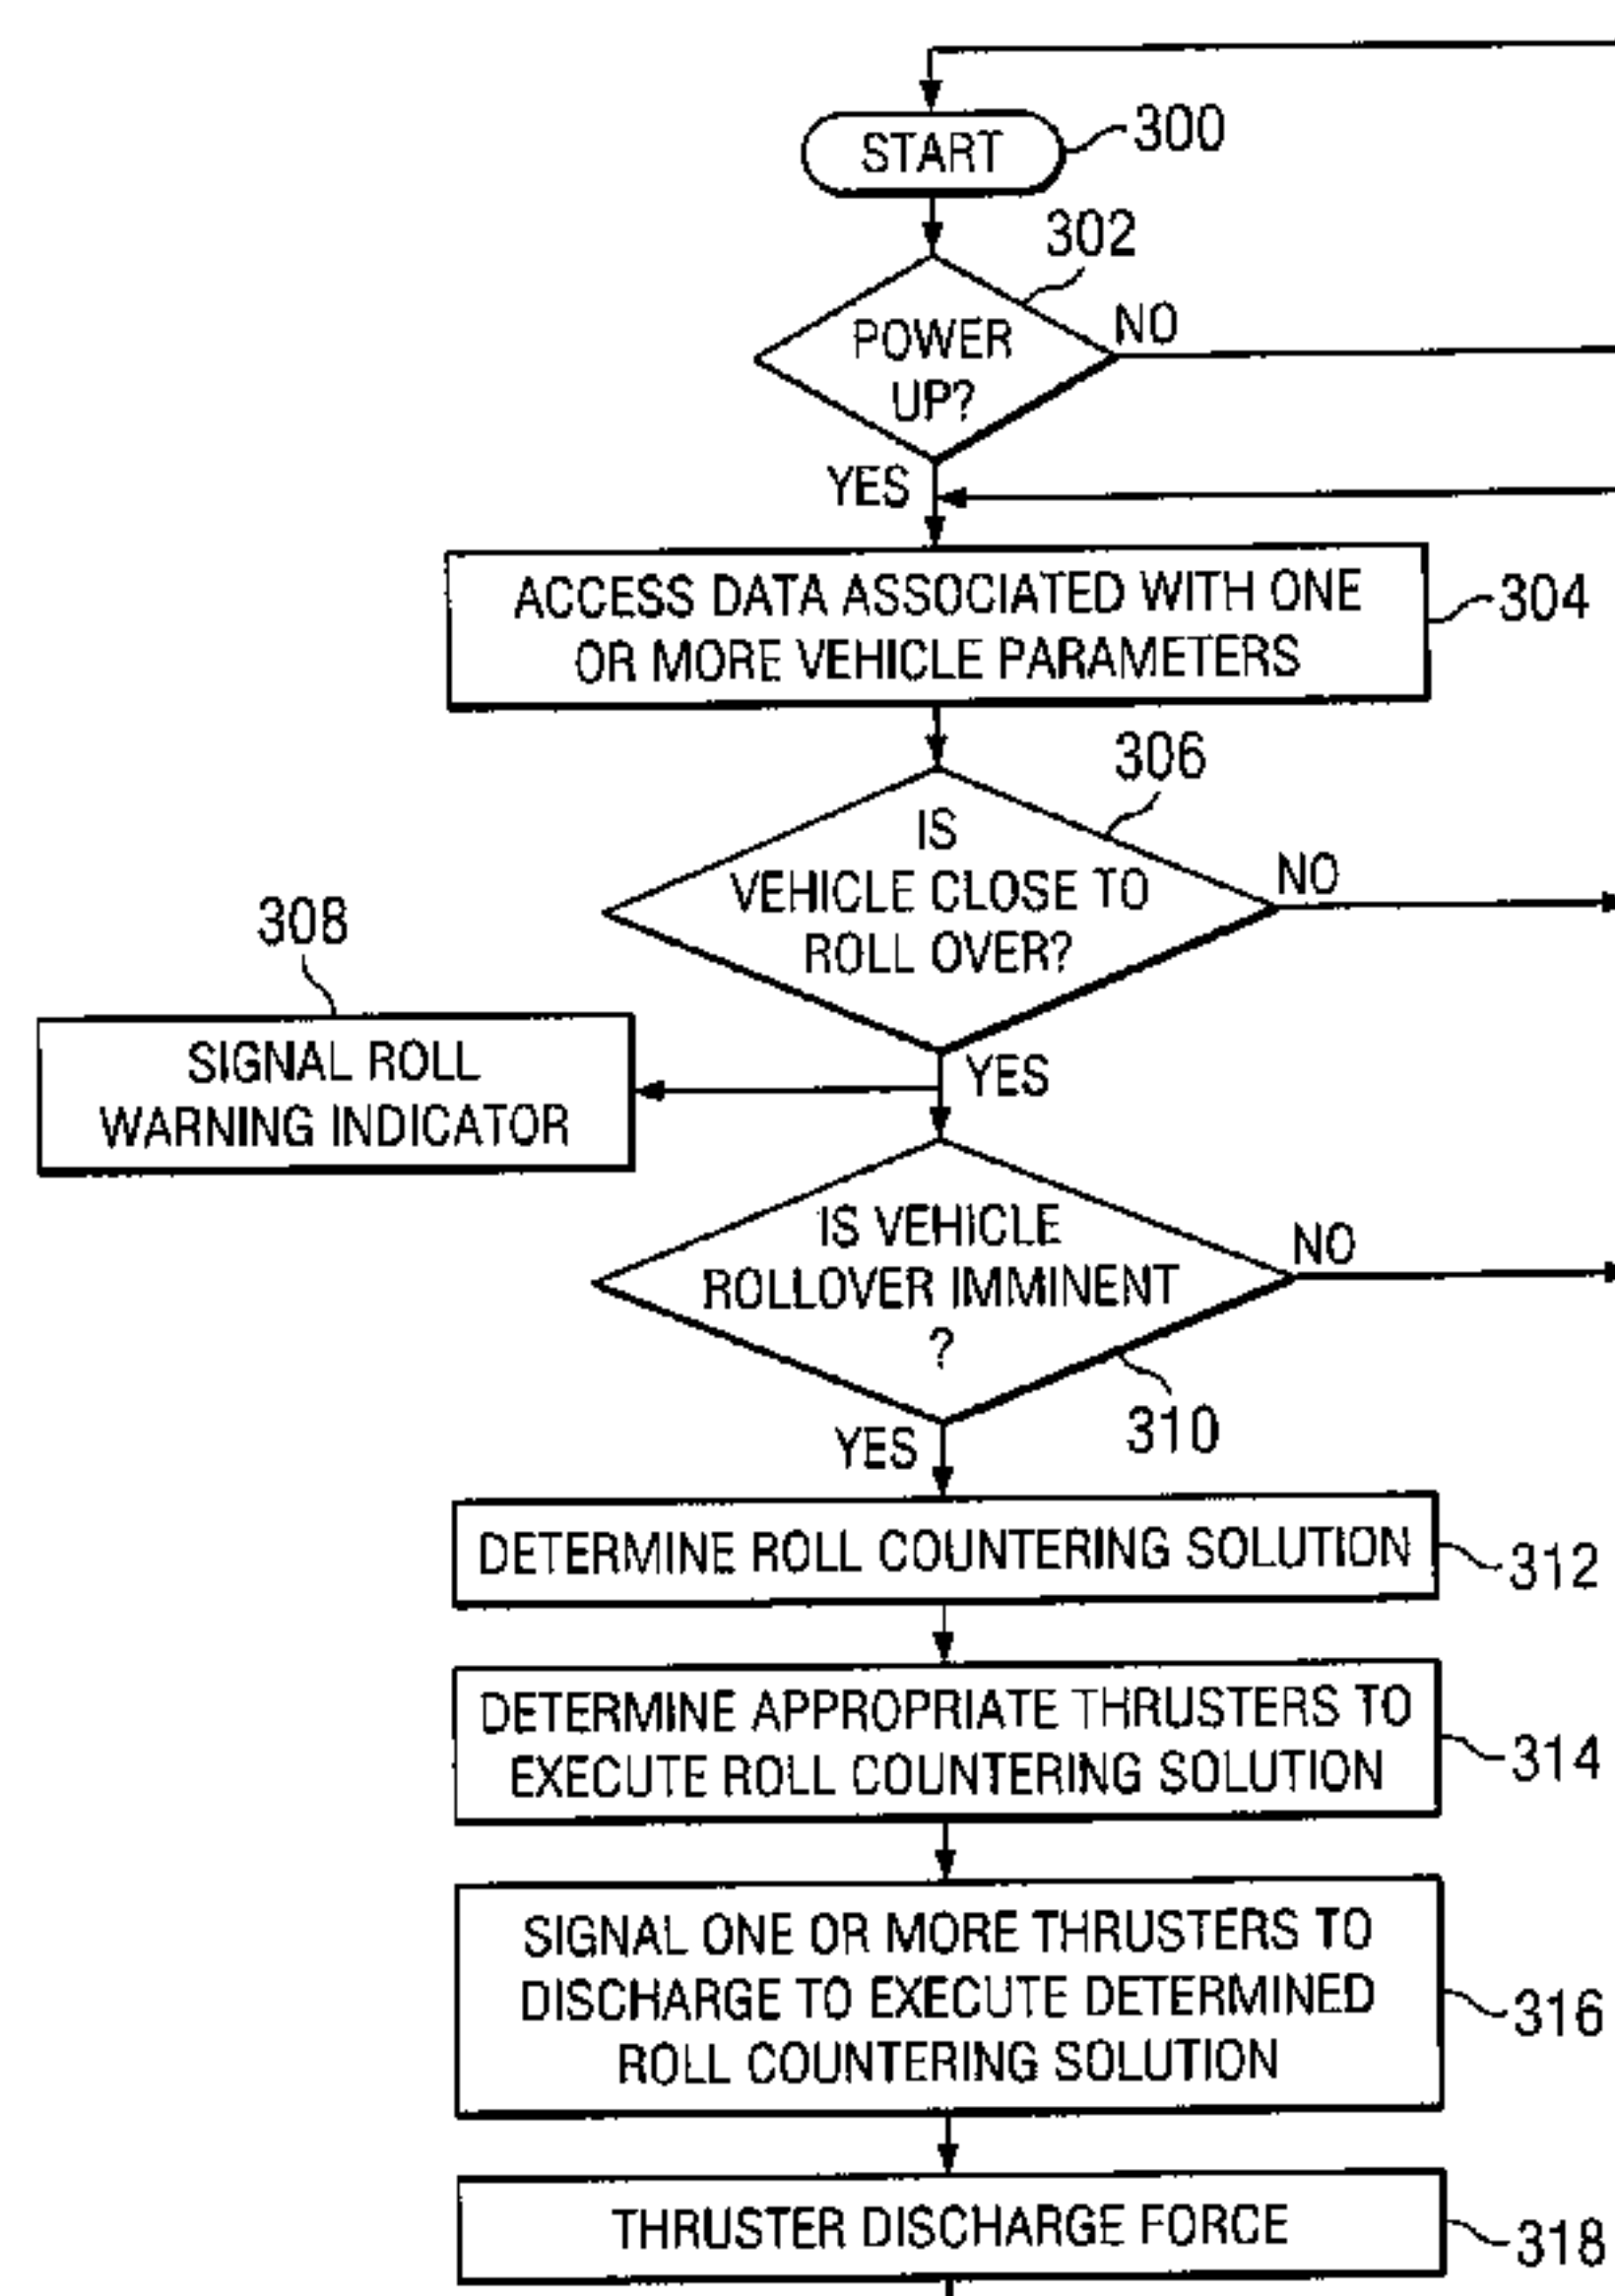 START
300
302
POWER
UP?
NO
YES
ACCESS DATA ASSOCIATED WITH ONE
OR MORE VEHICLE PARAMETERS
304
306
IS
VEHICLE CLOSE TO
ROLL OVER?
NO
YES
308
SIGNAL ROLL
WARNING INDICATOR
IS VEHICLE
ROLLOVER IMMINENT
?
NO
310
YES
DETERMINE ROLL COUNTERING SOLUTION
312
DETERMINE APPROPRIATE THRUSTERS TO
EXECUTE ROLL COUNTERING SOLUTION
314
SIGNAL ONE OR MORE THRUSTERS TO
DISCHARGE TO EXECUTE DETERMINED
ROLL COUNTERING SOLUTION
316
THRUSTER DISCHARGE FORCE
318